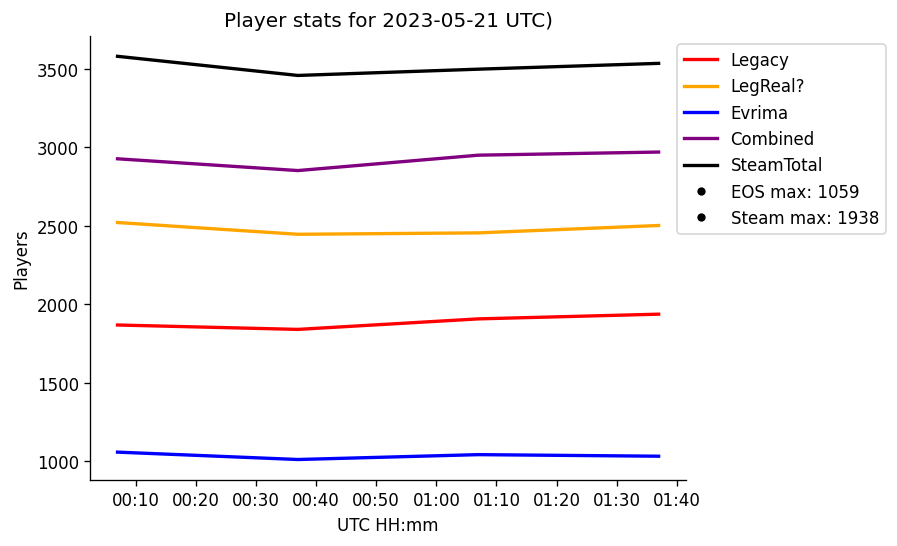 Player stats for 2023-05-21 UTC)
Legacy
LegReal?
Evrima
Combined
SteamTotal
EOS max: 1059
Steam max: 1938
Players
3500
3000
2500
2000
1500
1000
00:10 00:20 00:30 00:40 00:50 01:00 01:10 01:20 01:30 01:40
UTC HH:mm